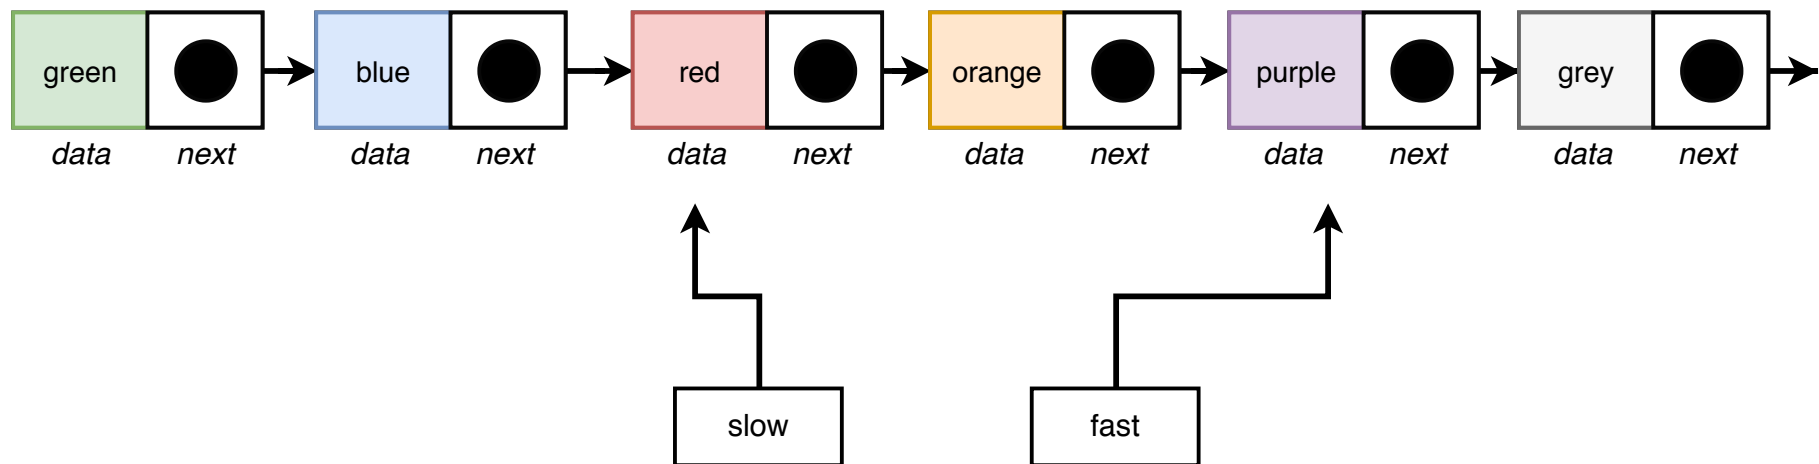 green blue red orange purple grey
data next data next data next data next data next data next
slow fast